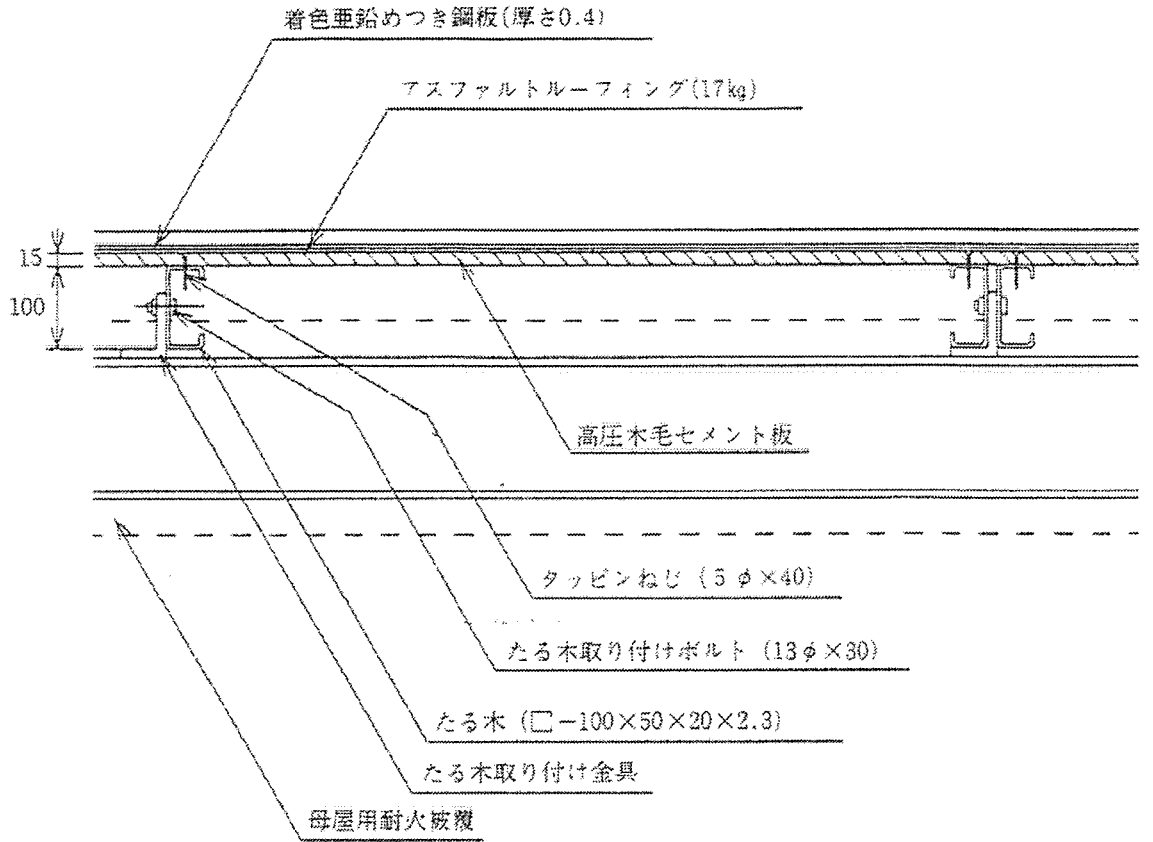 着色亜鉛めつき鋼板(厚さ0.4)
アスファルトルーフィング(17kg)
15
100
高圧木毛セメント板
タッピンねじ (5φ×40)
たる木取り付けボルト (13φ×30)
たる木 (□-100×50×20×2.3)
たる木取り付け金具
母屋用耐火被覆